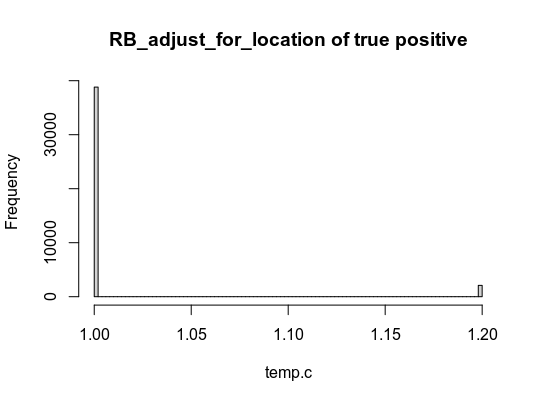 RB_adjust_for_location of true positive
Frequency
30000
10000
0
1.00 1.05 1.10 1.15 1.20
temp.c